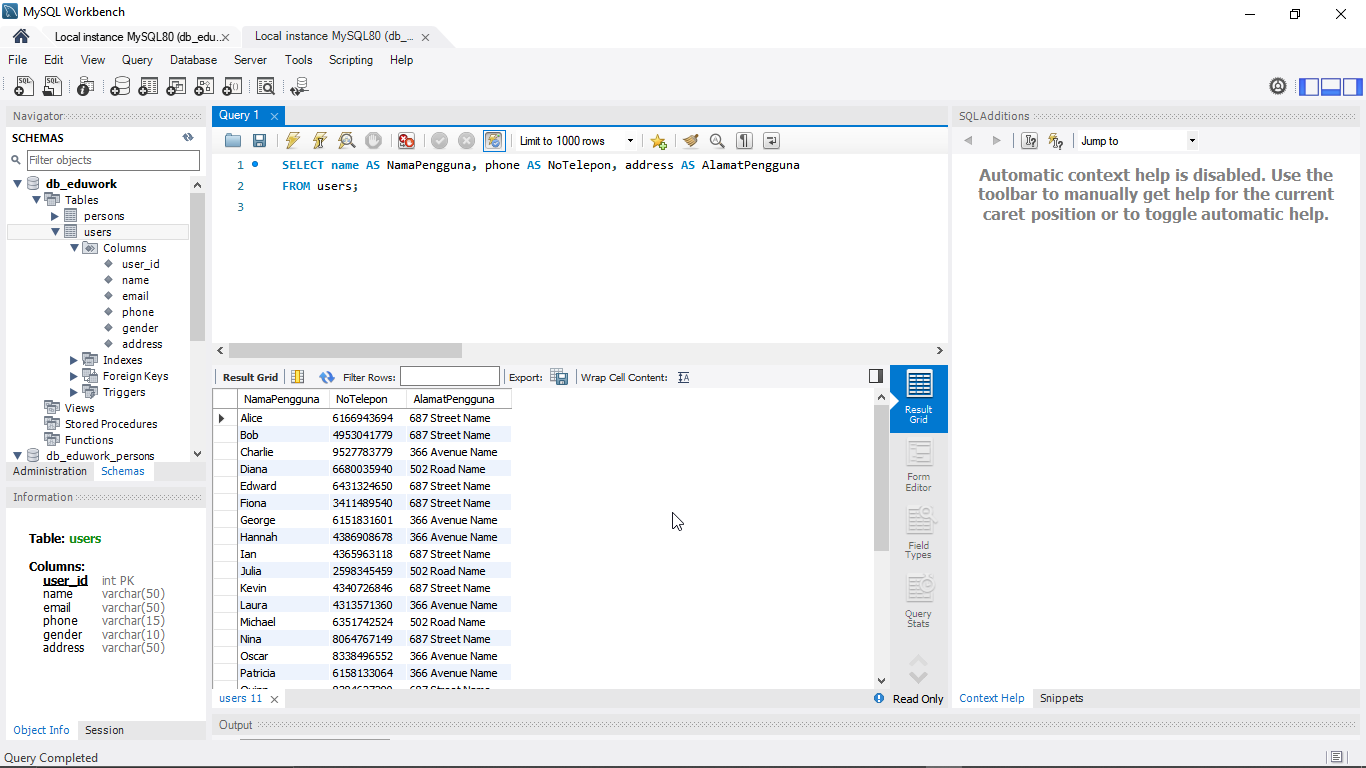 MySQL Workbench
Local instance MySQL80 (db_edu...
Local instance MySQL80 (db_...
File Edit View Query Database Server Tools Scripting Help
Navigator
SCHEMAS
Filter objects
db_eduwork
Tables
persons
users
Columns
user_id
name
email
phone
gender
address
Indexes
Foreign Keys
Triggers
Views
Stored Procedures
Functions
db_eduwork_persons
Administration Schemas
Information
Table: users
Columns:
user_id int PK
name varchar(50)
email varchar(50)
phone varchar(15)
gender varchar(10)
address varchar(50)
Object Info Session
Query Completed
Query 1
Limit to 1000 rows
1 SELECT name AS NamaPengguna, phone AS NoTelepon, address AS AlamatPengguna
2 FROM users;
3
Result Grid Filter Rows: Export: Wrap Cell Content:
NamaPengguna NoTelepon AlamatPengguna
Alice 6166943694 687 Street Name
Bob 4953041779 687 Street Name
Charlie 9527783779 366 Avenue Name
Diana 6680035940 502 Road Name
Edward 6431324650 687 Street Name
Fiona 3411489540 687 Street Name
George 6151831601 366 Avenue Name
Hannah 4386908678 366 Avenue Name
Ian 4365963118 687 Street Name
Julia 2598345459 502 Road Name
Kevin 4340726846 687 Street Name
Laura 4313571360 366 Avenue Name
Michael 6351742524 502 Road Name
Nina 8064767149 687 Street Name
Oscar 8338496552 366 Avenue Name
Patricia 6158133064 366 Avenue Name
Result
Grid
Form
Editor
Field
Types
Query
Stats
users 11
Read Only
Output
SQLAdditions
Jump to
Automatic context help is disabled. Use the
toolbar to manually get help for the current
caret position or to toggle automatic help.
Context Help Snippets